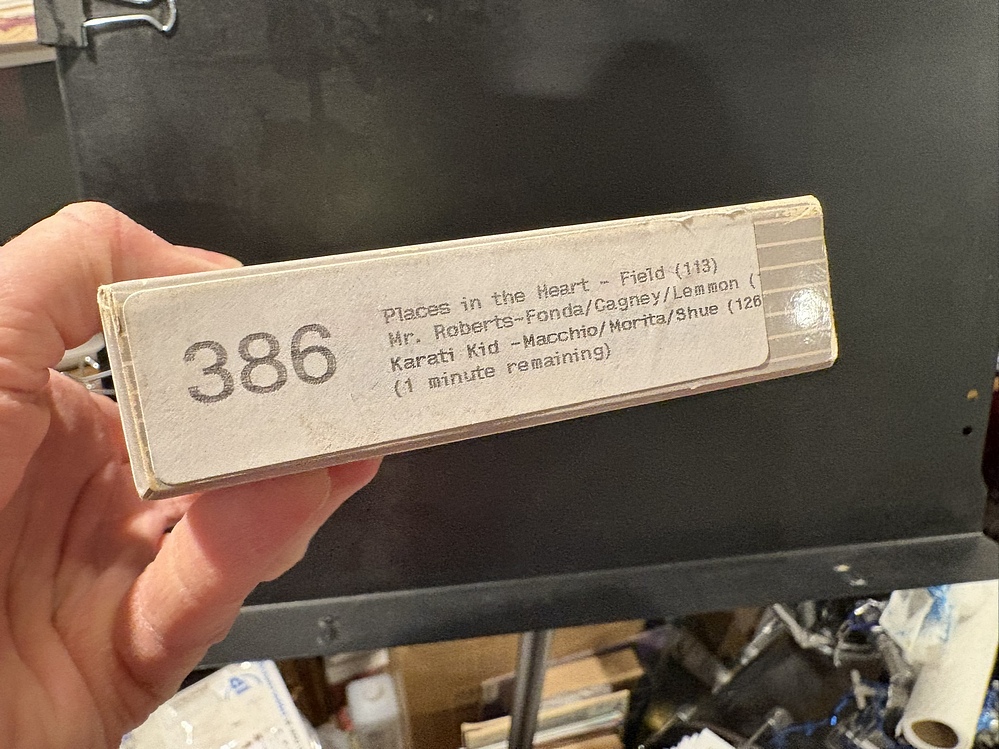 386
Places in the Heart - Field (113)
Mr. Roberts-Fonda/Cagney/Lemmon (
Karati Kid -Macchio/Morita/Shue (126
(1 minute remaining)